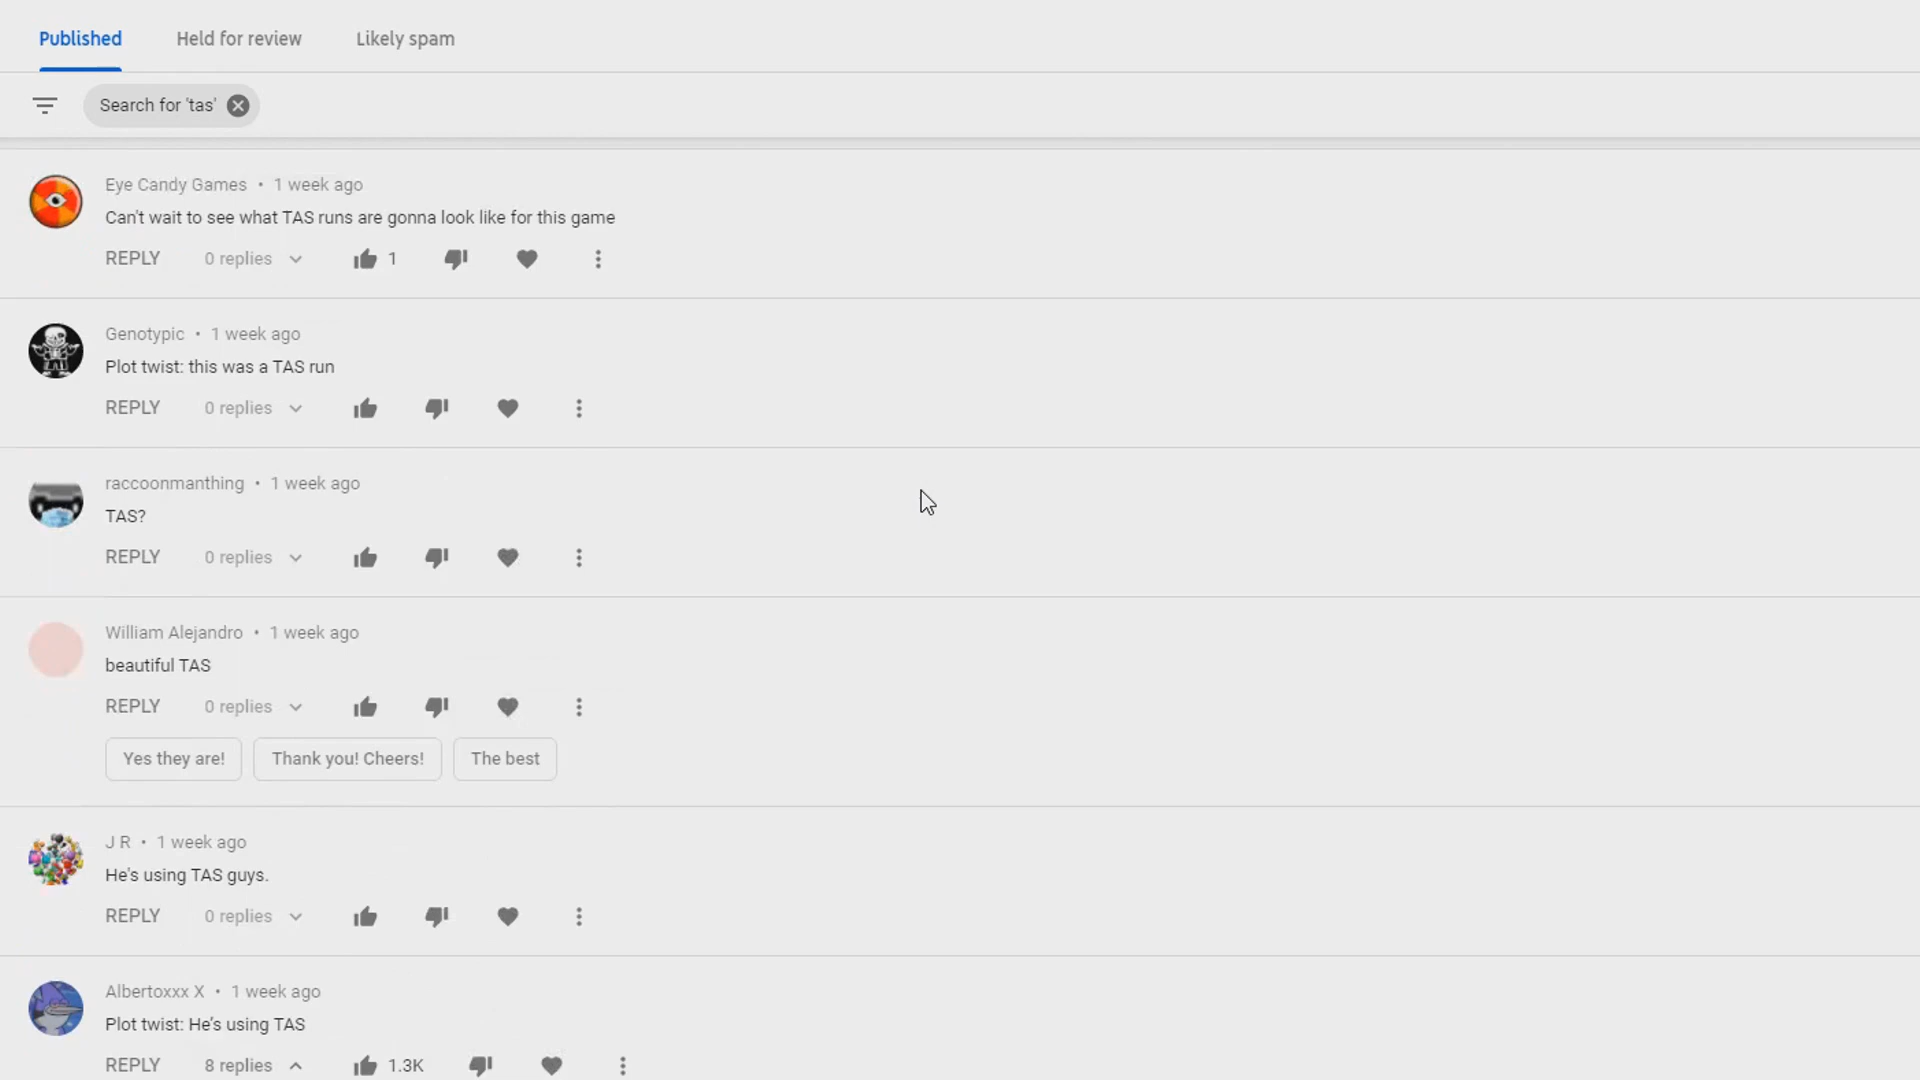 Published Held for review Likely spam
Search for 'tas'
Eye Candy Games • 1 week ago
Can't wait to see what TAS runs are gonna look like for this game
REPLY 0 replies 1
Genotypic • 1 week ago
Plot twist: this was a TAS run
REPLY 0 replies
raccoonmanthing • 1 week ago
TAS?
REPLY 0 replies
William Alejandro • 1 week ago
beautiful TAS
REPLY 0 replies
Yes they are! Thank you! Cheers! The best
J R • 1 week ago
He's using TAS guys.
REPLY 0 replies
Albertoxxx X • 1 week ago
Plot twist: He's using TAS
REPLY 8 replies 1.3K